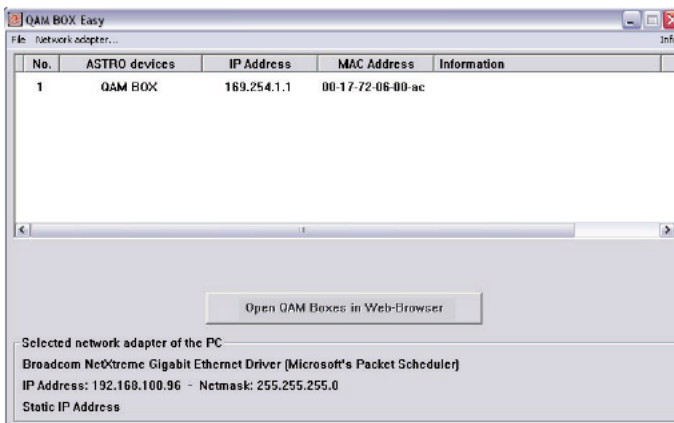 QAM BOX Easy
File Network adapter... Info
No. ASTRO devices IP Address MAC Address Information
1 QAM BOX 169.254.1.1 00-17-72-06-00-ac
Open QAM Boxes in Web-Browser
Selected network adapter of the PC
Broadcom NetXtreme Gigabit Ethernet Driver (Microsoft's Packet Scheduler)
IP Address: 192.168.100.96 - Netmask: 255.255.255.0
Static IP Address